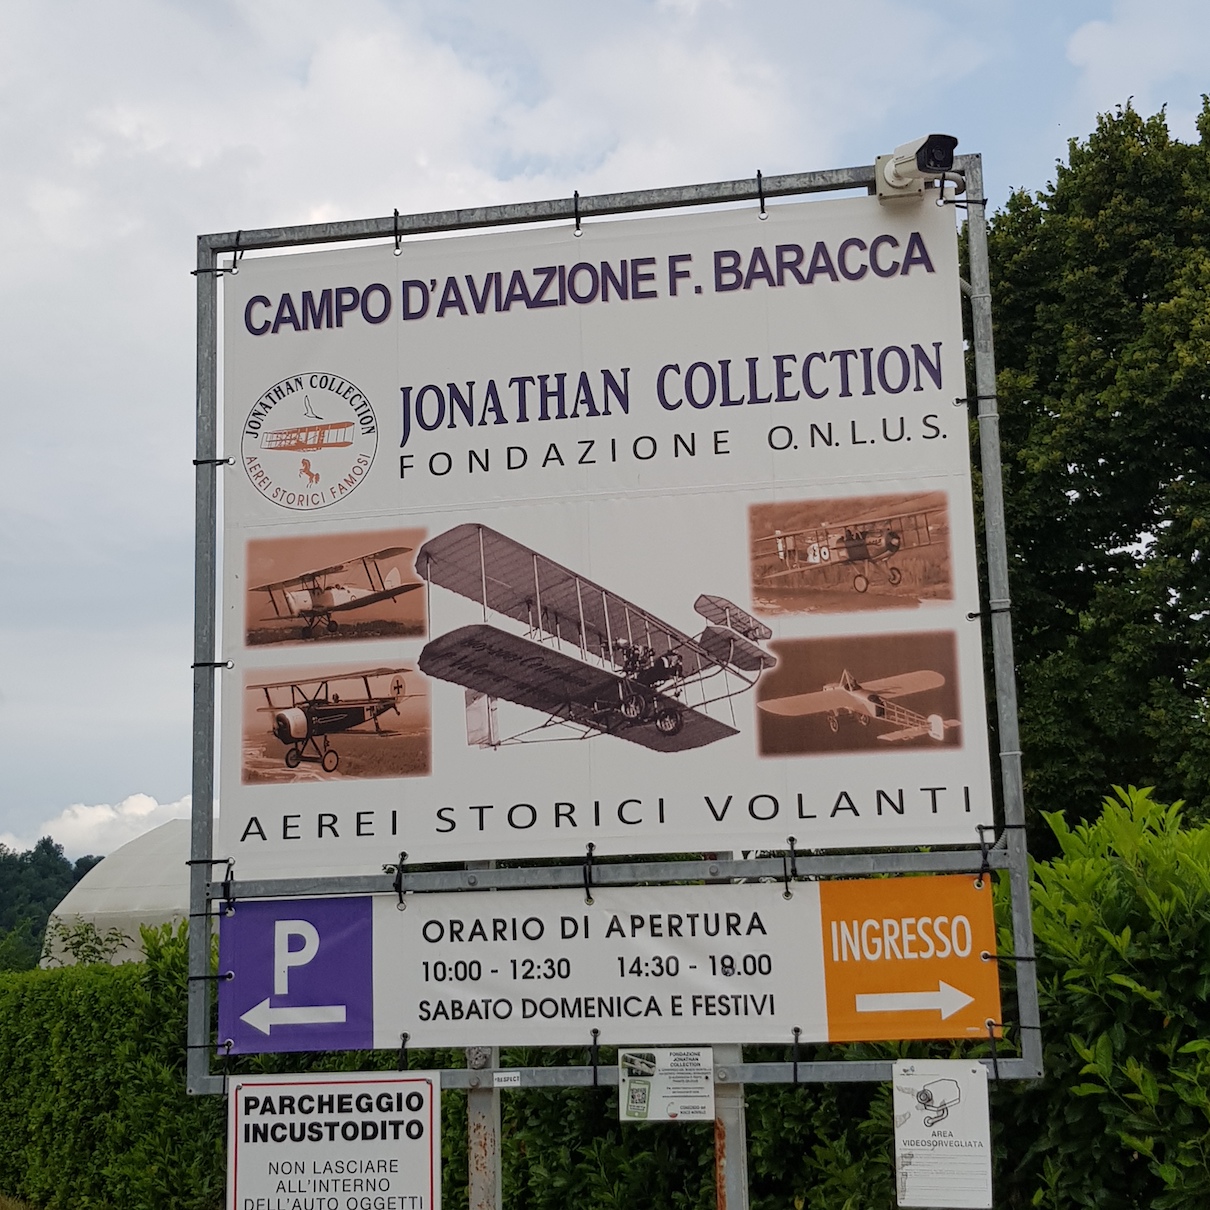 CAMPO D'AVIAZIONE F. BARACCA
JONATHAN COLLECTION
AEREI STORICI FAMOSI
JONATHAN COLLECTION
FONDAZIONE O.N.L.U.S.
AEREI STORICI VOLANTI
P
ORARIO DI APERTURA
10:00 - 12:30 14:30 - 18.00
SABATO DOMENICA E FESTIVI
INGRESSO
PARCHEGGIO
INCUSTODITO
NON LASCIARE
ALL'INTERNO
DELL'AUTO OGGETTI
RESPECT
FONDAZIONE
JONATHAN
COLLECTION
AREA
VIDEOSORVEGLIATA